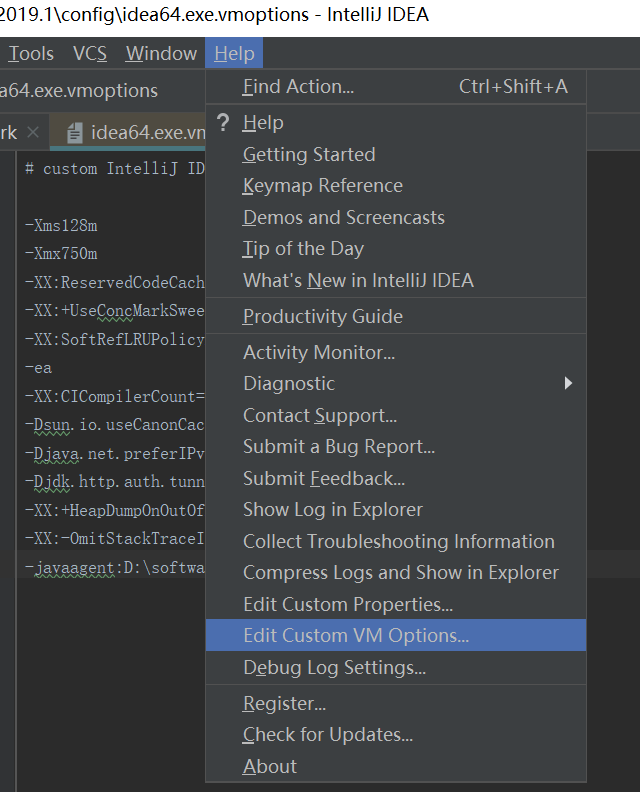 2019.1\config\idea64.exe.vmoptions - IntelliJ IDEA
Tools VCS Window Help
a64.exe.vmoptions
rk × idea64.exe.vm
Find Action... Ctrl+Shift+A
? Help
Getting Started
Keymap Reference
Demos and Screencasts
Tip of the Day
What's New in IntelliJ IDEA
Productivity Guide
Activity Monitor...
Diagnostic
Contact Support...
Submit a Bug Report...
Submit Feedback...
Show Log in Explorer
Collect Troubleshooting Information
Compress Logs and Show in Explorer
Edit Custom Properties...
Edit Custom VM Options...
Debug Log Settings...
Register...
Check for Updates...
About
# custom IntelliJ ID
-Xms128m
-Xmx750m
-XX:ReservedCodeCach
-XX:+UseConcMarkSwee
-XX:SoftRefLRUPolicy
-ea
-XX:CICompilerCount=
-Dsun.io.useCanonCac
-Djava.net.preferIPv
-Djdk.http.auth.tunn
-XX:+HeapDumpOnOutOf
-XX:-OmitStackTraceI
-javaagent:D:\softwa